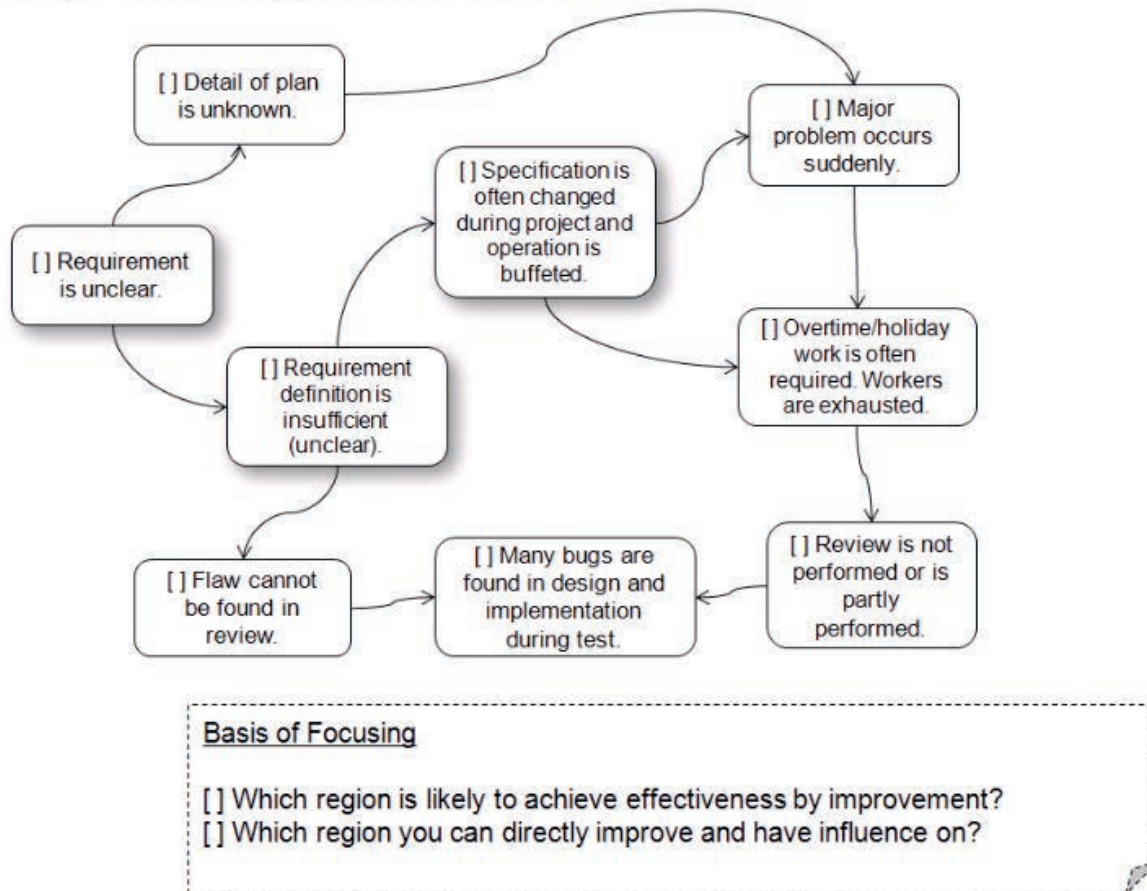 [ ] Detail of plan
is unknown.
[ ] Major
problem occurs
suddenly.
[ ] Specification is
often changed
during project and
operation is
buffeted.
[ ] Requirement
is unclear.
[ ] Overtime/holiday
work is often
required. Workers
are exhausted.
[ ] Requirement
definition is
insufficient
(unclear).
[ ] Flaw cannot
be found in
review.
[ ] Many bugs are
found in design and
implementation
during test.
[ ] Review is not
performed or is
partly
performed.
Basis of Focusing
[ ] Which region is likely to achieve effectiveness by improvement?
[ ] Which region you can directly improve and have influence on?